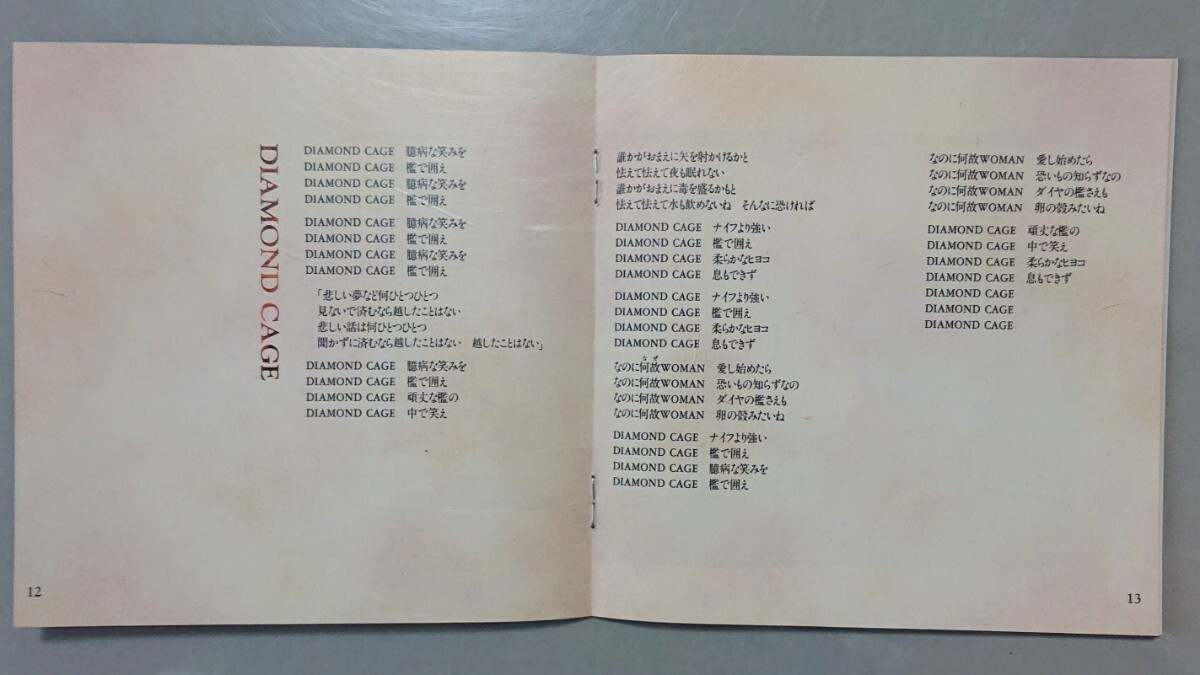 DIAMOND CAGE
DIAMOND CAGE 臆病な笑みを
DIAMOND CAGE 檻で囲え
DIAMOND CAGE 臆病な笑みを
DIAMOND CAGE 檻で囲え
DIAMOND CAGE 臆病な笑みを
DIAMOND CAGE 檻で囲え
DIAMOND CAGE 臆病な笑みを
DIAMOND CAGE 檻で囲え
「悲しい夢など何ひとつひとつ
見ないで済むなら越したことはない
悲しい話は何ひとつひとつ
聞かずに済むなら越したことはない 越したことはない」
DIAMOND CAGE 臆病な笑みを
DIAMOND CAGE 檻で囲え
DIAMOND CAGE 頑丈な檻の
DIAMOND CAGE 中で笑え
12
誰かがおまえに矢を射かけるかと
怯えて怯えて夜も眠れない
誰かがおまえに毒を盛るかもと
怯えて怯えて水も飲めないね そんなに恐ければ
DIAMOND CAGE ナイフより強い
DIAMOND CAGE 檻で囲え
DIAMOND CAGE 柔らかなヒヨコ
DIAMOND CAGE 息もできず
DIAMOND CAGE ナイフより強い
DIAMOND CAGE 檻で囲え
DIAMOND CAGE 柔らかなヒヨコ
DIAMOND CAGE 息もできず
なぜ
なのに何故WOMAN 愛し始めたら
なのに何故WOMAN 恐いもの知らずなの
なのに何故WOMAN ダイヤの檻さえも
なのに何故WOMAN 卵の殻みたいね
DIAMOND CAGE ナイフより強い
DIAMOND CAGE 檻で囲え
DIAMOND CAGE 臆病な笑みを
DIAMOND CAGE 檻で囲え
なのに何故WOMAN 愛し始めたら
なのに何故WOMAN 恐いもの知らずなの
なのに何故WOMAN ダイヤの檻さえも
なのに何故WOMAN 卵の殻みたいね
DIAMOND CAGE 頑丈な檻の
DIAMOND CAGE 中で笑え
DIAMOND CAGE 柔らかなヒヨコ
DIAMOND CAGE 息もできず
DIAMOND CAGE
DIAMOND CAGE
DIAMOND CAGE
13